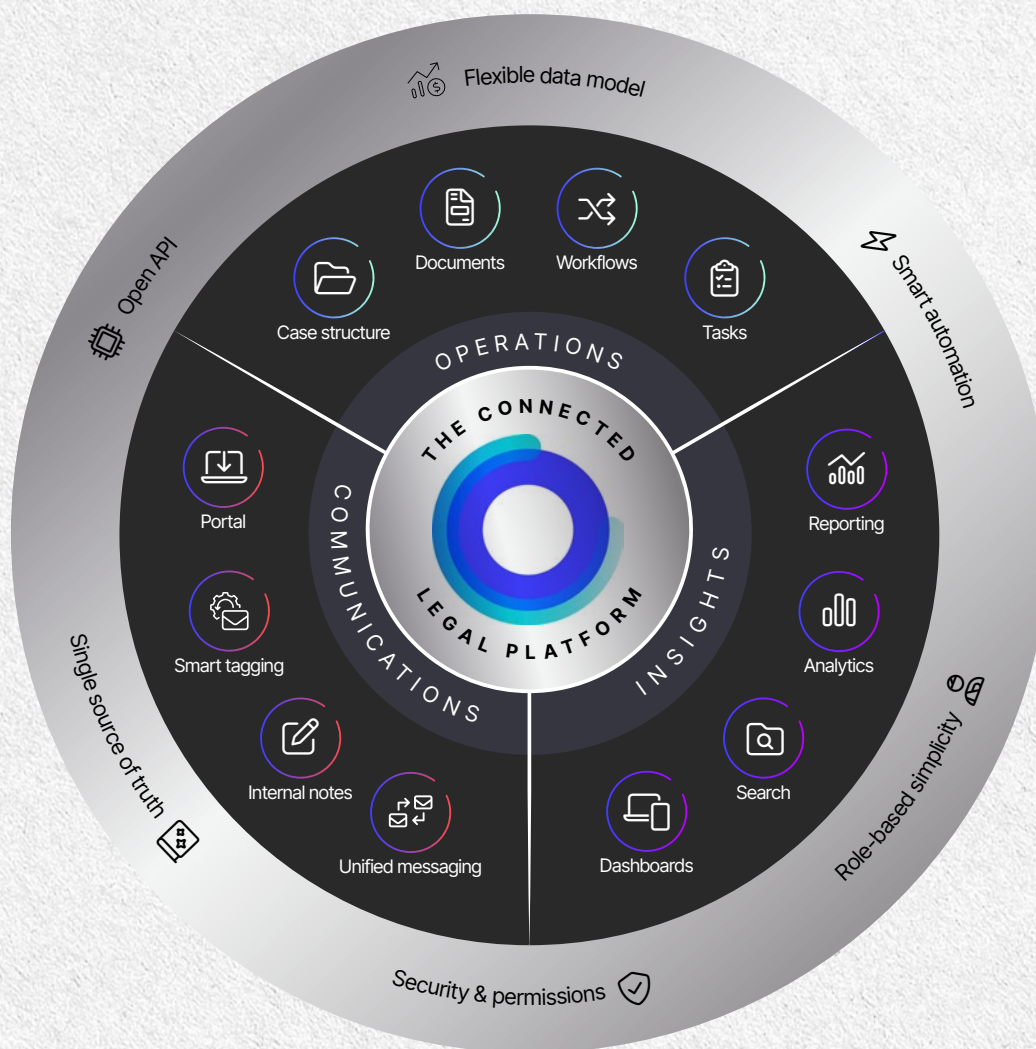 Flexible data model
Smart automation
Role-based simplicity
Security & permissions
Single source of truth
Open API
OPERATIONS
Case structure
Documents
Workflows
Tasks
INSIGHTS
Reporting
Analytics
Search
Dashboards
COMMUNICATIONS
Portal
Smart tagging
Internal notes
Unified messaging
THE CONNECTED
LEGAL PLATFORM